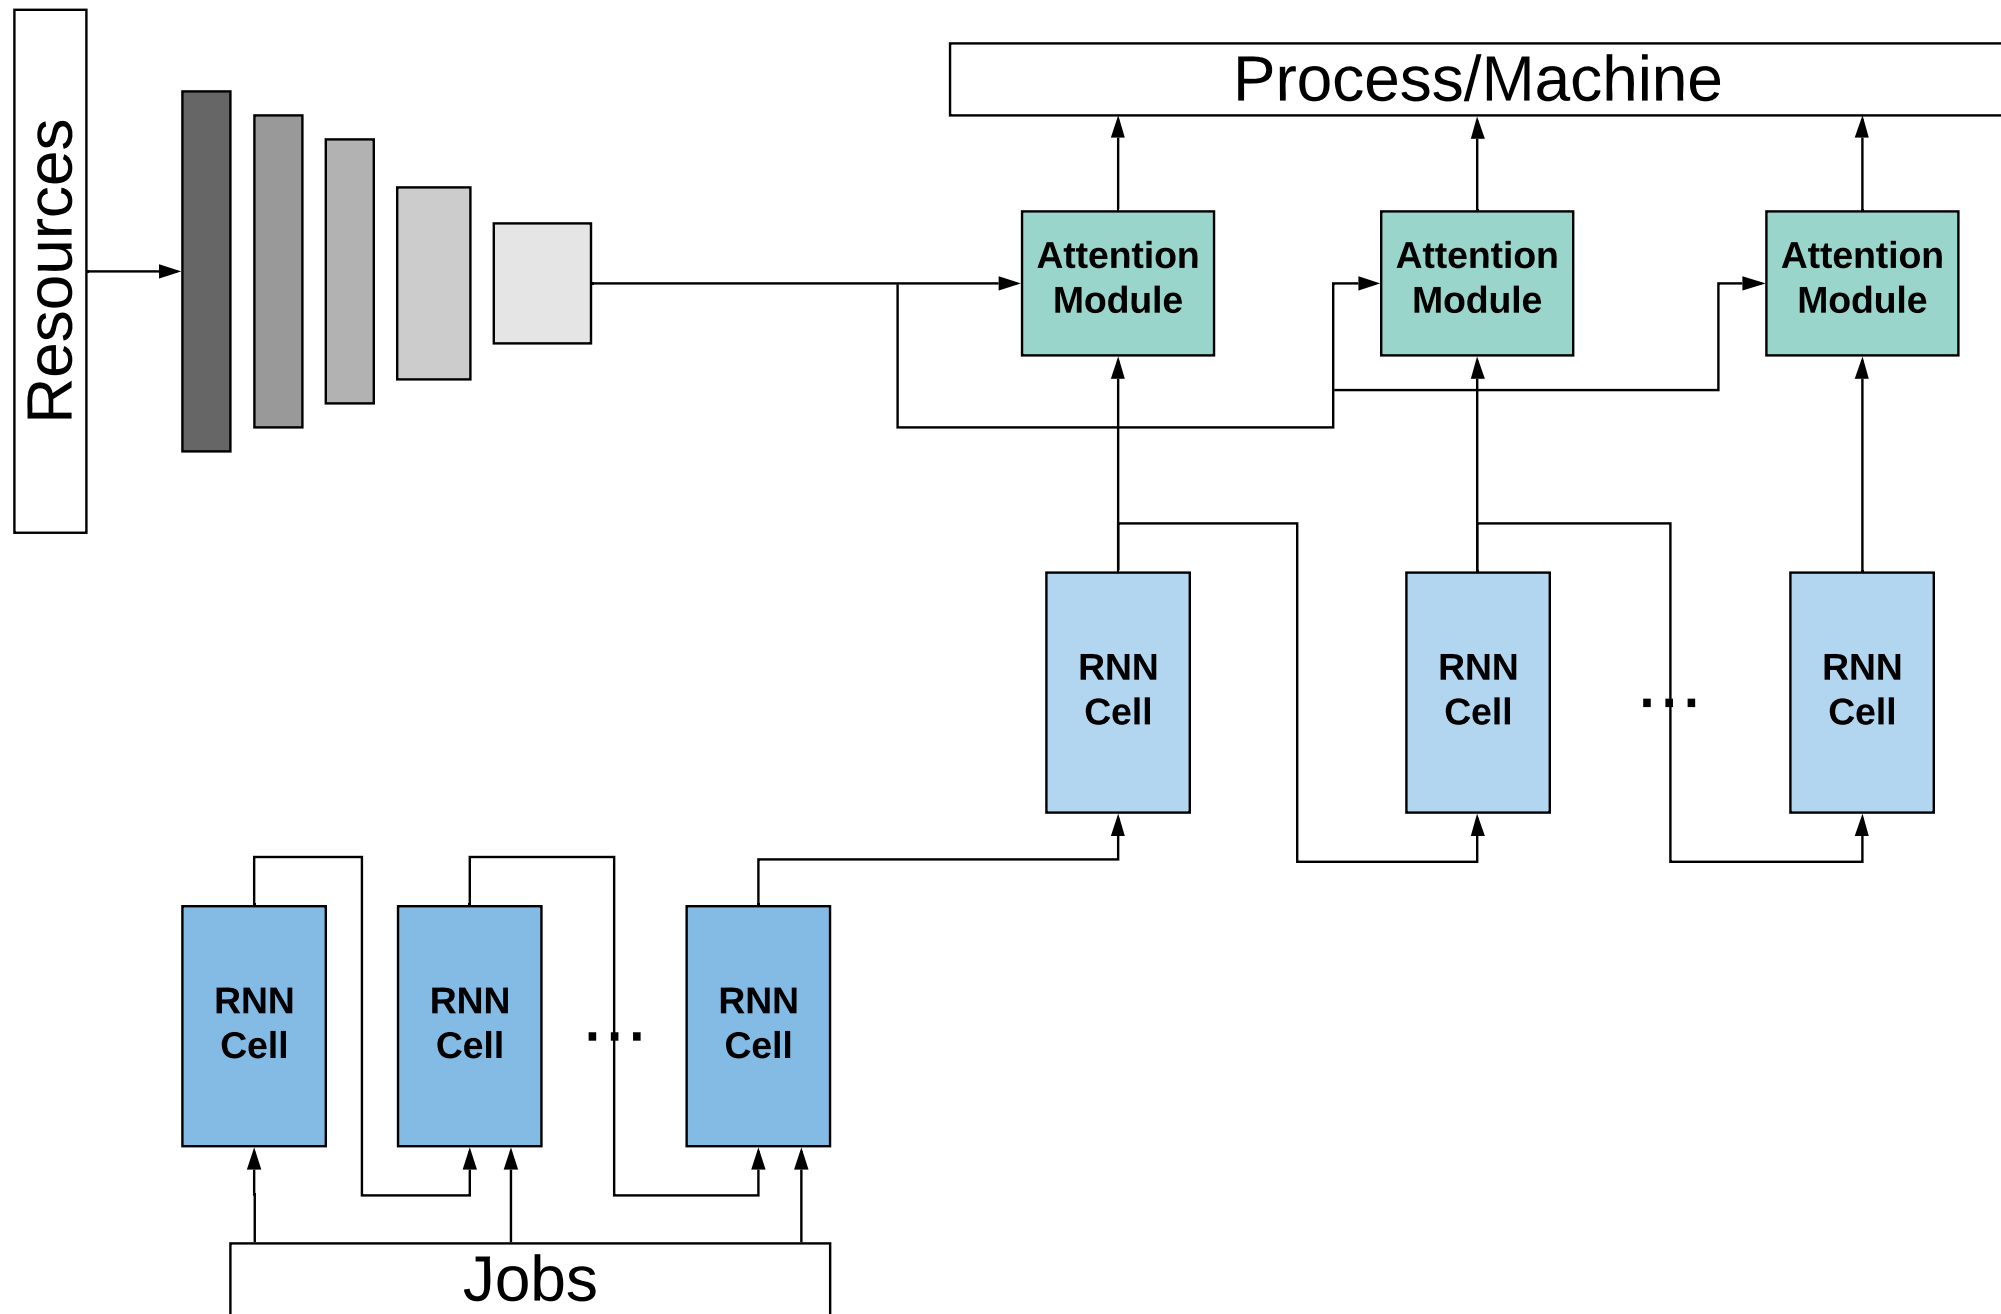 Resources
Process/Machine
Attention
Module
Attention
Module
Attention
Module
RNN
Cell
RNN
Cell
...
RNN
Cell
RNN
Cell
RNN
Cell
...
RNN
Cell
Jobs